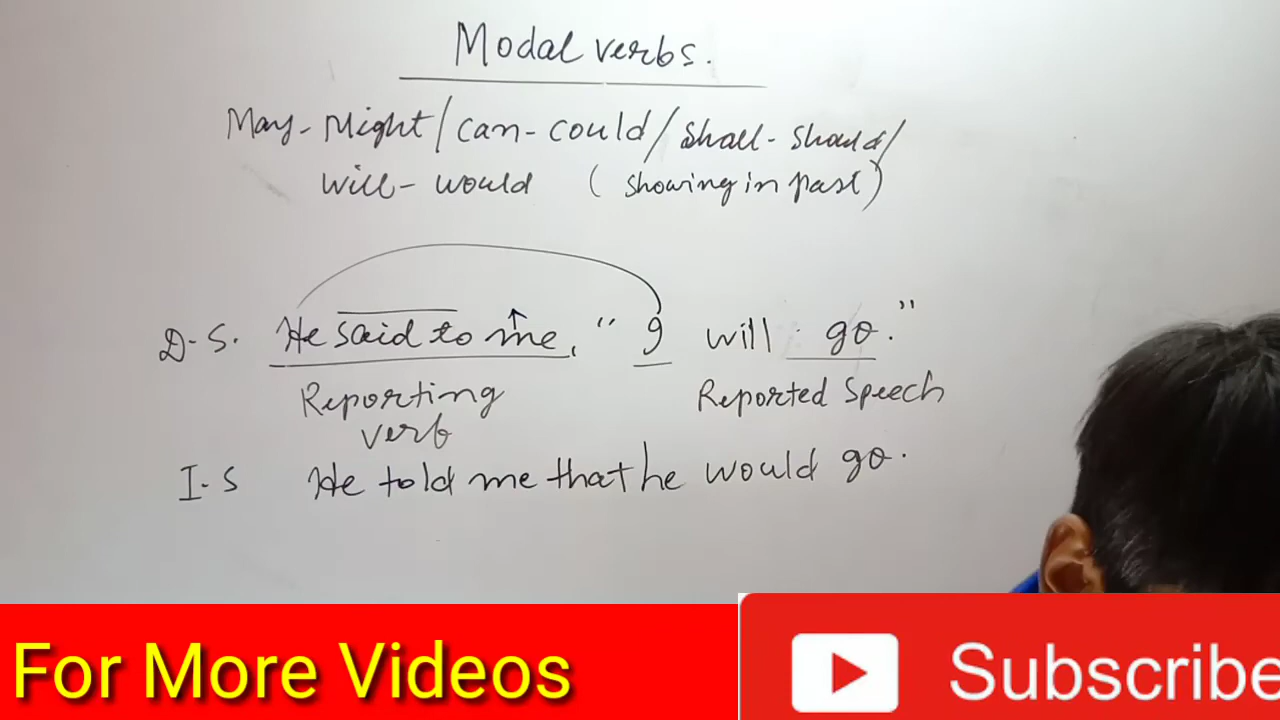 Modal verbs.
May - Might / can - could / shall - should /
will - would ( showing in past )
D - S. He said to me, " I will go . "
Reporting Reported Speech
verb
I - S He told me that he would go .
For More Videos
Subscribe